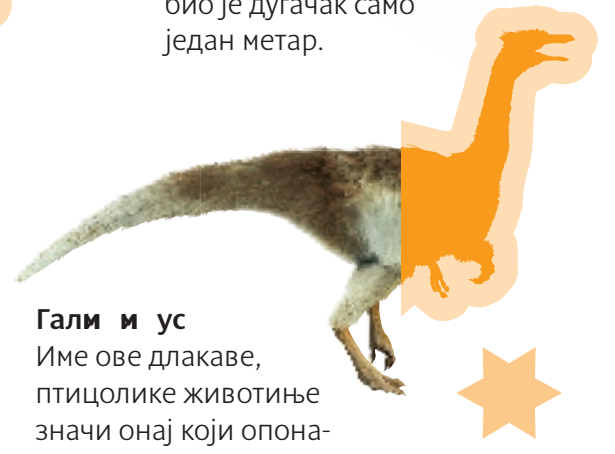 био је дугачак само
један метар.
Гали м ус
Име ове длакаве,
птицолике животиње
значи онај који опона-